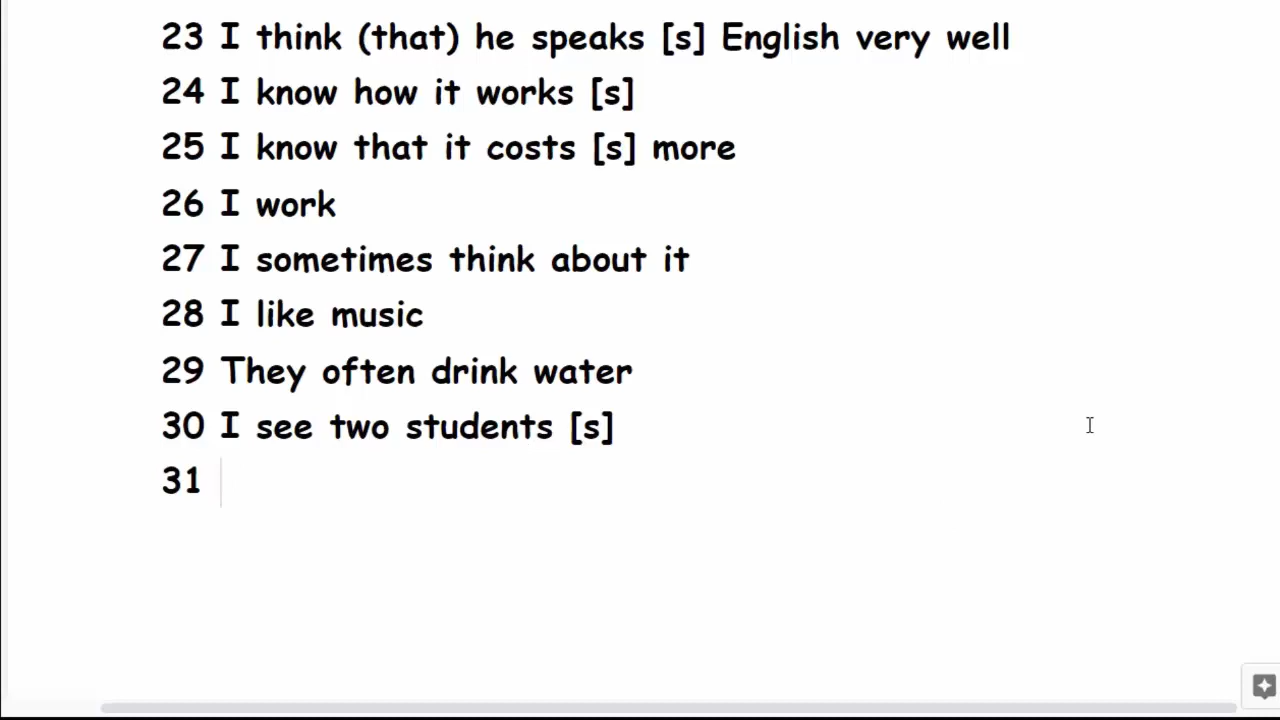 23 I think (that) he speaks [s] English very well
24 I know how it works [s]
25 I know that it costs [s] more
26 I work
27 I sometimes think about it
28 I like music
29 They often drink water
30 I see two students [s]
31